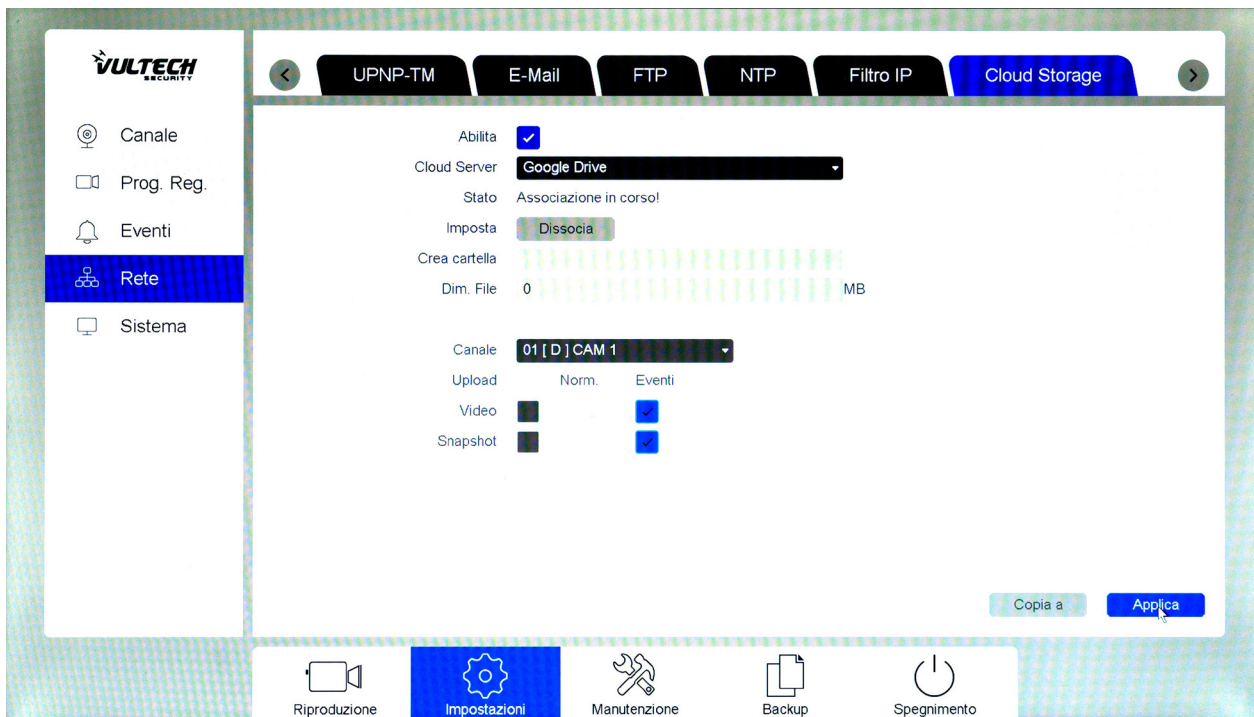 VULTECH
SECURITY
UPNP-TM E-Mail FTP NTP Filtro IP Cloud Storage
Canale
Prog. Reg.
Eventi
Rete
Sistema
Abilita
Cloud Server Google Drive
Stato Associazione in corso!
Imposta Dissocia
Crea cartella
Dim. File 0 MB
Canale 01 [ D ] CAM 1
Upload Norm. Eventi
Video
Snapshot
Copia a Applica
Riproduzione Impostazioni Manutenzione Backup Spegnimento